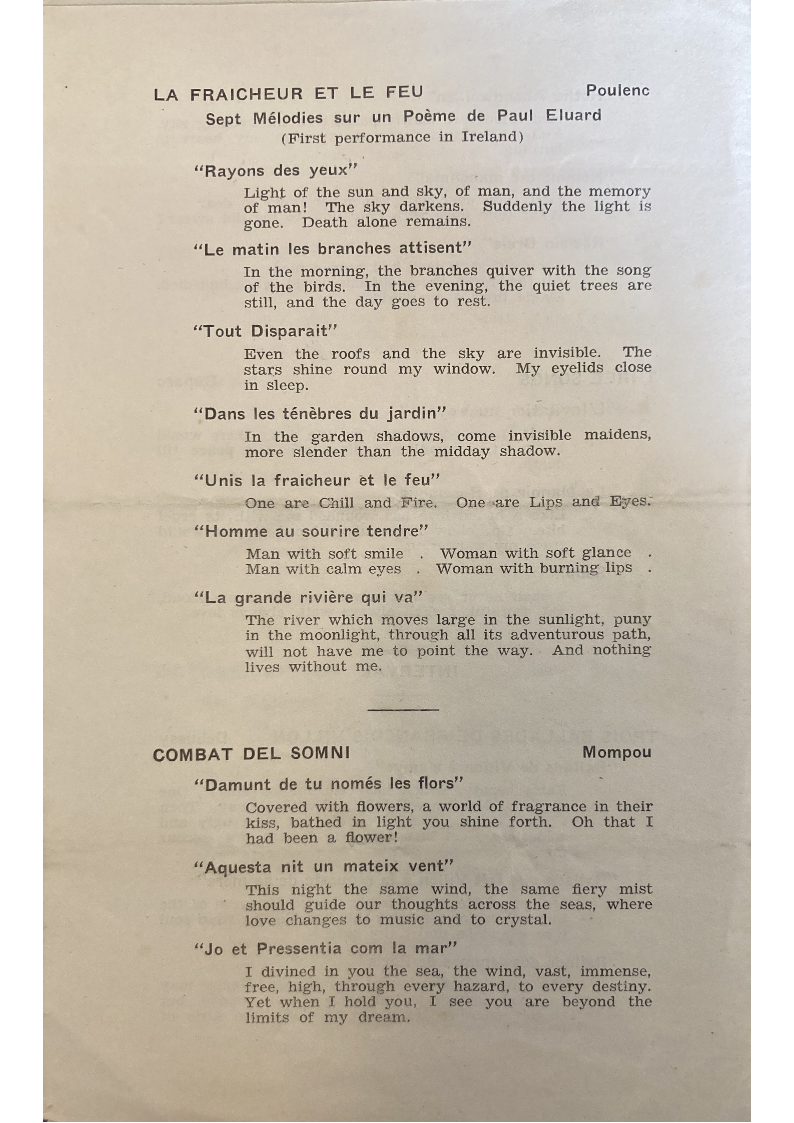 LA FRAICHEUR ET LE FEU Poulenc
Sept Mélodies sur un Poème de Paul Eluard
(First performance in Ireland)
"Rayons des yeux"
Light of the sun and sky, of man, and the memory
of man! The sky darkens. Suddenly the light is
gone. Death alone remains.
"Le matin les branches attisent"
In the morning, the branches quiver with the song
of the birds. In the evening, the quiet trees are
still, and the day goes to rest.
"Tout Disparait"
Even the roofs and the sky are invisible. The
stars shine round my window. My eyelids close
in sleep.
"Dans les ténèbres du jardin"
In the garden shadows, come invisible maidens,
more slender than the midday shadow.
"Unis la fraicheur et le feu"
One are Chill and Fire. One are Lips and Eyes.
"Homme au sourire tendre"
Man with soft smile . Woman with soft glance .
Man with calm eyes . Woman with burning lips .
"La grande rivière qui va"
The river which moves large in the sunlight, puny
in the moonlight, through all its adventurous path,
will not have me to point the way. And nothing
lives without me.
COMBAT DEL SOMNI Mompou
"Damunt de tu només les flors"
Covered with flowers, a world of fragrance in their
kiss, bathed in light you shine forth. Oh that I
had been a flower!
"Aquesta nit un mateix vent"
This night the same wind, the same fiery mist
should guide our thoughts across the seas, where
love changes to music and to crystal.
"Jo et Pressentia com la mar"
I divined in you the sea, the wind, vast, immense,
free, high, through every hazard, to every destiny.
Yet when I hold you, I see you are beyond the
limits of my dream.